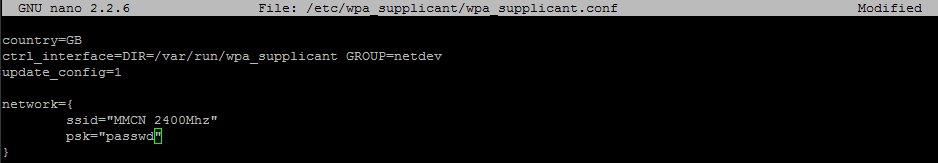 GNU nano 2.2.6 File: /etc/wpa_supplicant/wpa_supplicant.conf Modified
country=GB
ctrl_interface=DIR=/var/run/wpa_supplicant GROUP=netdev
update_config=1
network={
ssid="MMCN 2400Mhz"
psk="passwd"
}